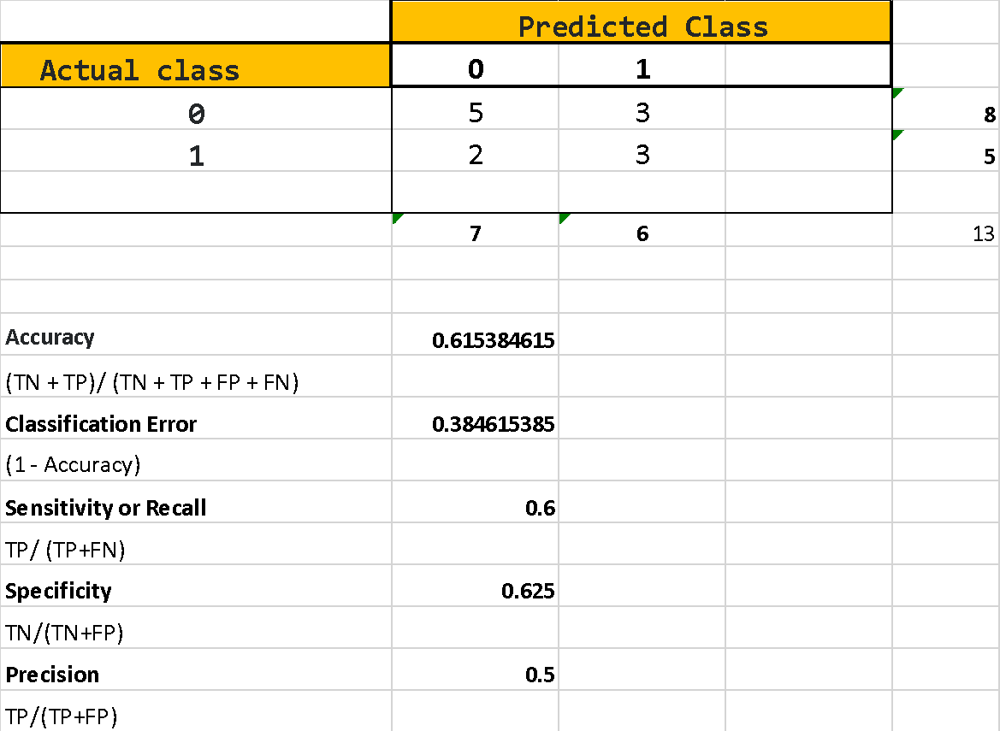 Predicted Class
Actual class 0 1
0 5 3 8
1 2 3 5
7 6 13
Accuracy 0.615384615
(TN + TP)/ (TN + TP + FP + FN)
Classification Error 0.384615385
(1 - Accuracy)
Sensitivity or Recall 0.6
TP/ (TP+FN)
Specificity 0.625
TN/(TN+FP)
Precision 0.5
TP/(TP+FP)